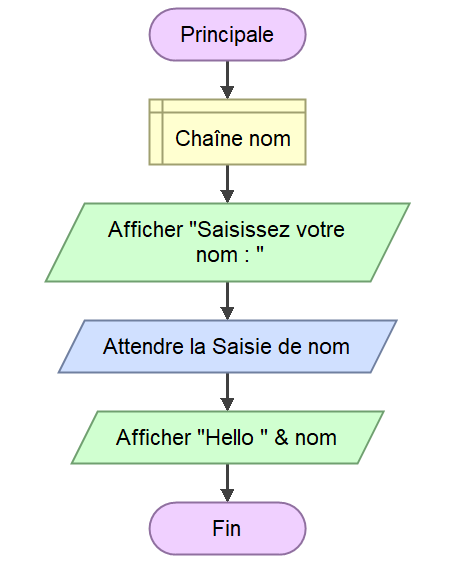 Principale
Chaîne nom
Afficher "Saisissez votre
nom : "
Attendre la Saisie de nom
Afficher "Hello " & nom
Fin